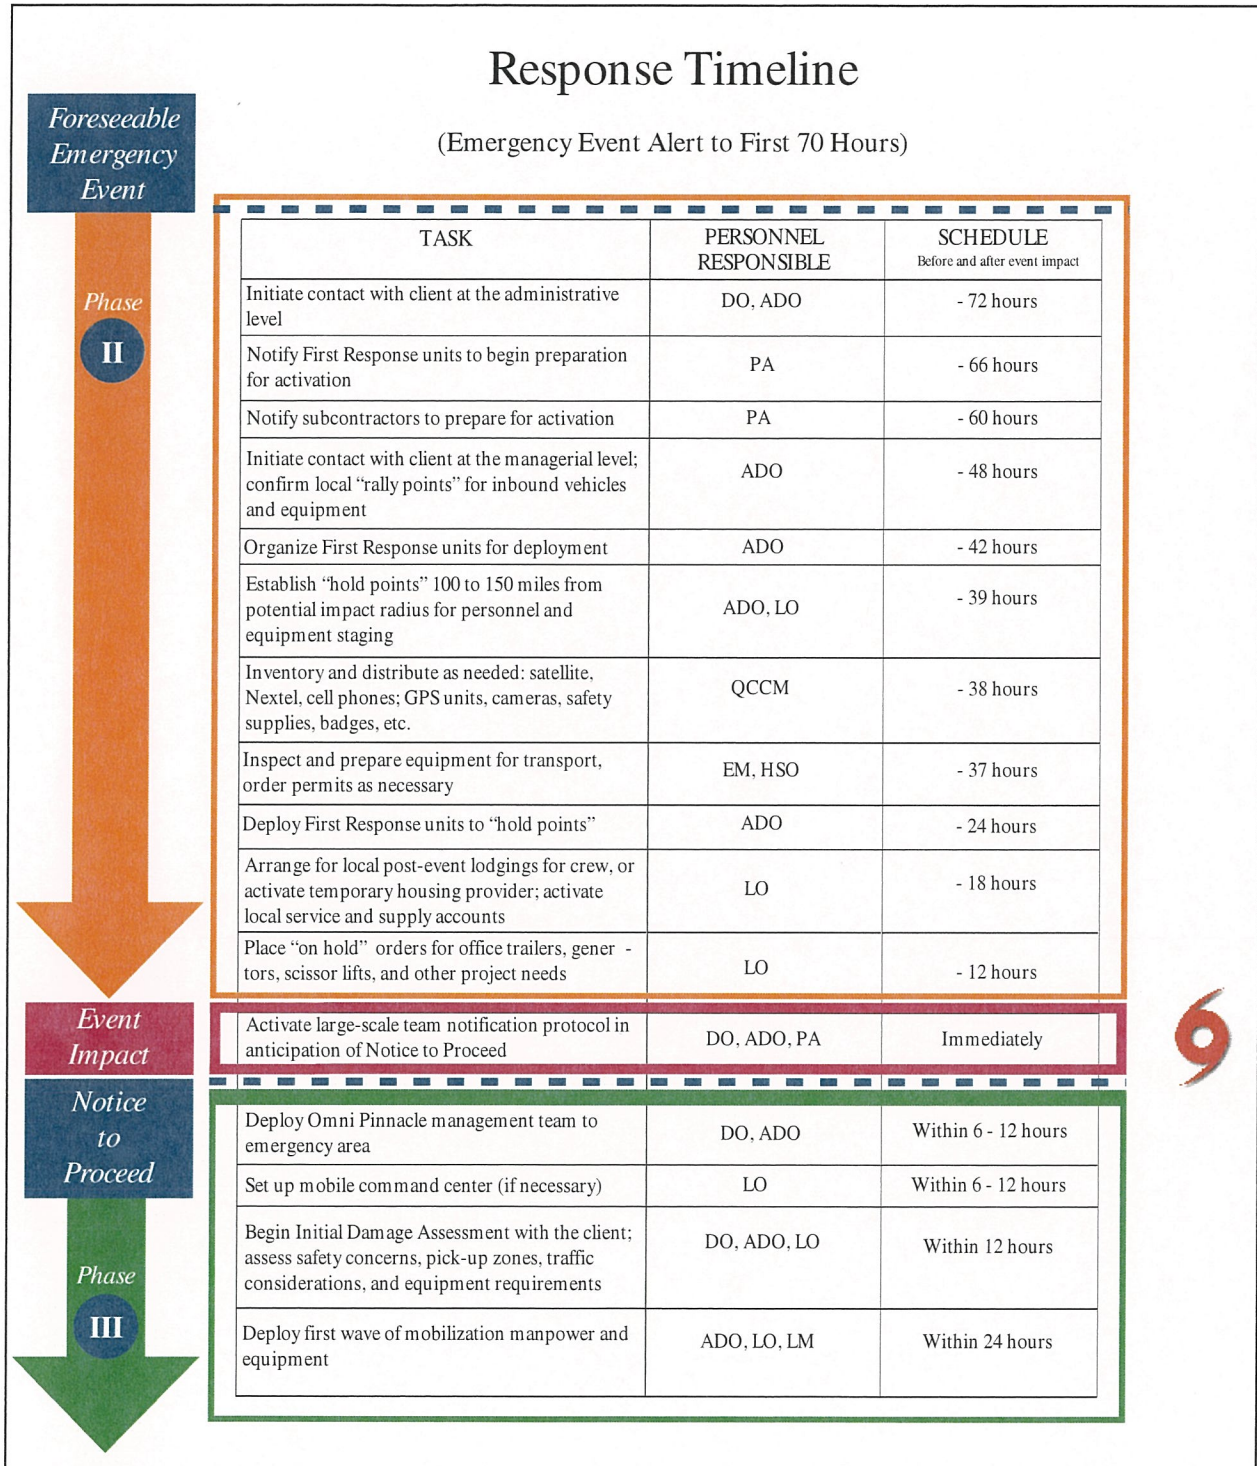 Response Timeline
(Emergency Event Alert to First 70 Hours)
Foreseeable
Emergency
Event
Phase
II
TASK
PERSONNEL
RESPONSIBLE
SCHEDULE
Before and after event impact
Initiate contact with client at the administrative
level
DO, ADO
- 72 hours
Notify First Response units to begin preparation
for activation
PA
- 66 hours
Notify subcontractors to prepare for activation
PA
- 60 hours
Initiate contact with client at the managerial level;
confirm local “rally points” for inbound vehicles
and equipment
ADO
- 48 hours
Organize First Response units for deployment
ADO
- 42 hours
Establish “hold points” 100 to 150 miles from
potential impact radius for personnel and
equipment staging
ADO, LO
- 39 hours
Inventory and distribute as needed: satellite,
Nextel, cell phones; GPS units, cameras, safety
supplies, badges, etc.
QCCM
- 38 hours
Inspect and prepare equipment for transport,
order permits as necessary
EM, HSO
- 37 hours
Deploy First Response units to “hold points”
ADO
- 24 hours
Arrange for local post-event lodgings for crew, or
activate temporary housing provider; activate
local service and supply accounts
LO
- 18 hours
Place “on hold” orders for office trailers, gener -
tors, scissor lifts, and other project needs
LO
- 12 hours
Event
Impact
Activate large-scale team notification protocol in
anticipation of Notice to Proceed
DO, ADO, PA
Immediately
Notice
to
Proceed
Deploy Omni Pinnacle management team to
emergency area
DO, ADO
Within 6 - 12 hours
Set up mobile command center (if necessary)
LO
Within 6 - 12 hours
Phase
III
Begin Initial Damage Assessment with the client;
assess safety concerns, pick-up zones, traffic
considerations, and equipment requirements
DO, ADO, LO
Within 12 hours
Deploy first wave of mobilization manpower and
equipment
ADO, LO, LM
Within 24 hours